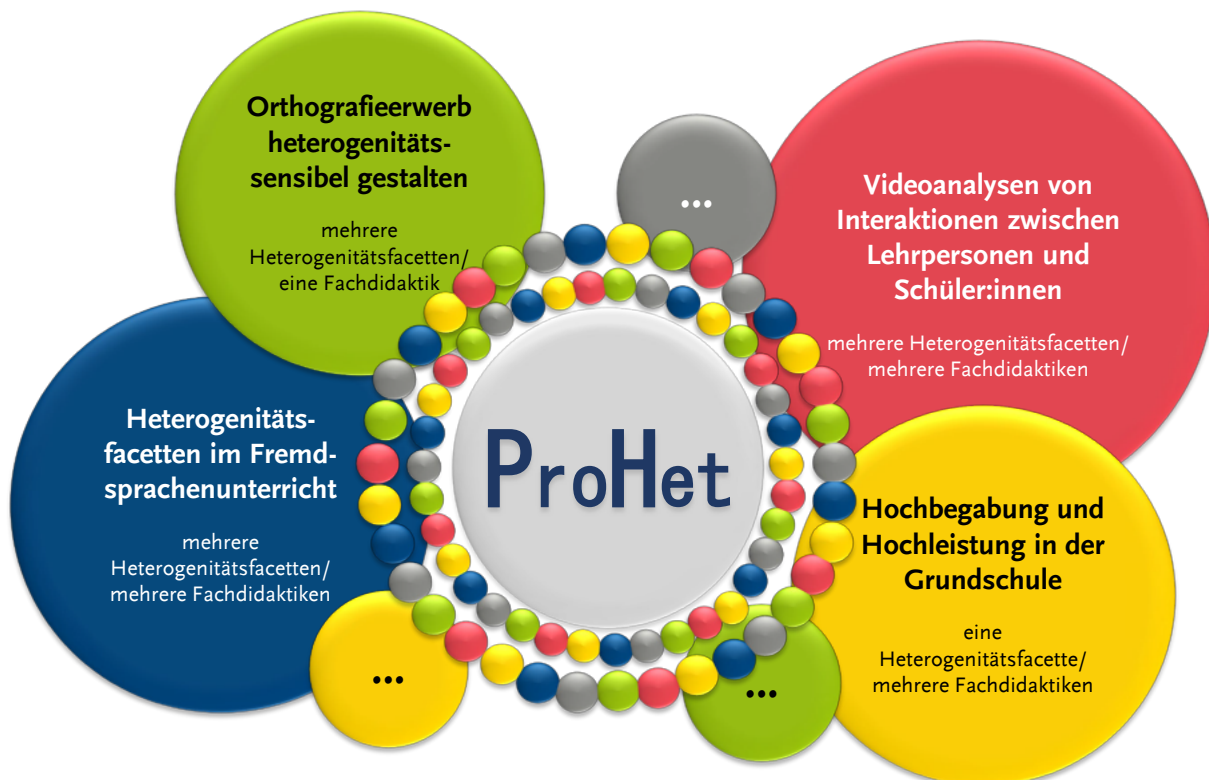 Orthografieerwerb
heterogenitäts-
sensibel gestalten
mehrere
Heterogenitätsfacetten/
eine Fachdidaktik
...
Videoanalysen von
Interaktionen zwischen
Lehrpersonen und
Schüler:innen
mehrere Heterogenitätsfacetten/
mehrere Fachdidaktiken
Heterogenitäts-
facetten im Fremd-
sprachenunterricht
mehrere
Heterogenitätsfacetten/
mehrere Fachdidaktiken
ProHet
Hochbegabung und
Hochleistung in der
Grundschule
eine
Heterogenitätsfacette/
mehrere Fachdidaktiken
...
...